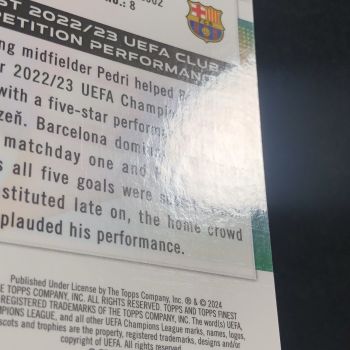 .: 8
ST 2022/23 UEFA CLUB
PETITION PERFORMAN
ng midfielder Pedri helped
r 2022/23 UEFA Champi
with a five-star perform
zeň. Barcelona domi
matchday one and
s all five goals were
stituted late on, the home crowd
plauded his performance.
Published Under License by The Topps Company, Inc. ® & © 2024
THE TOPPS COMPANY, INC. ALL RIGHTS RESERVED. TOPPS AND TOPPS FINEST
REGISTERED TRADEMARKS OF THE TOPPS COMPANY, INC. The word(s) UEFA,
CHAMPIONS LEAGUE, and all other UEFA Champions League marks, names, logos,
scots and trophies are the property, registered trademarks, designs and/or
of UEFA. All rights reserved.